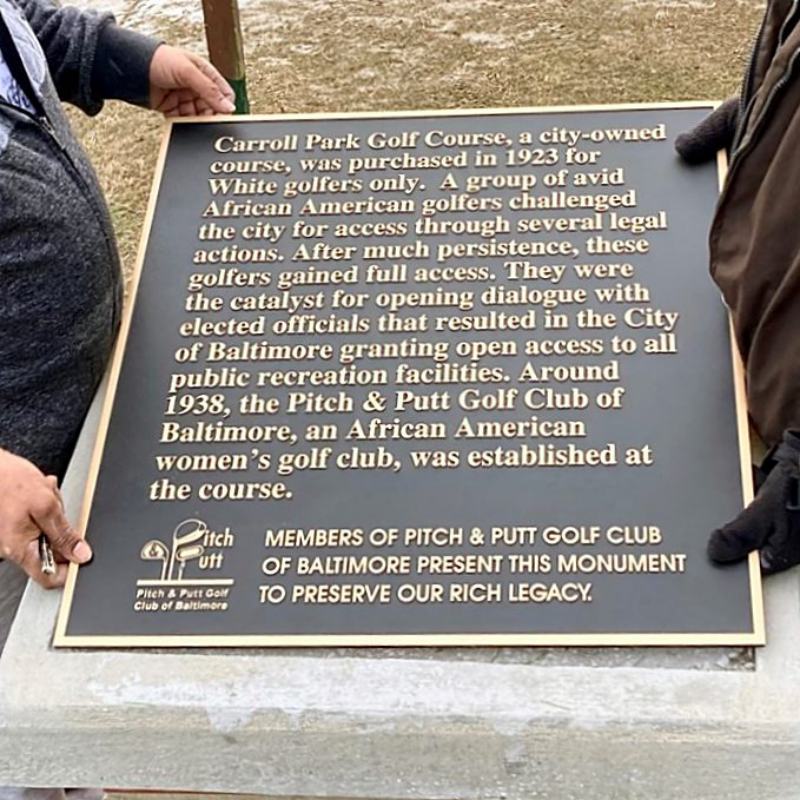 Carroll Park Golf Course, a city-owned
course, was purchased in 1923 for
White golfers only. A group of avid
African American golfers challenged
the city for access through several legal
actions. After much persistence, these
golfers gained full access. They were
the catalyst for opening dialogue with
elected officials that resulted in the City
of Baltimore granting open access to all
public recreation facilities. Around
1938, the Pitch & Putt Golf Club of
Baltimore, an African American
women's golf club, was established at
the course.
Pitch
& Putt
Pitch & Putt Golf
Club of Baltimore
MEMBERS OF PITCH & PUTT GOLF CLUB
OF BALTIMORE PRESENT THIS MONUMENT
TO PRESERVE OUR RICH LEGACY.